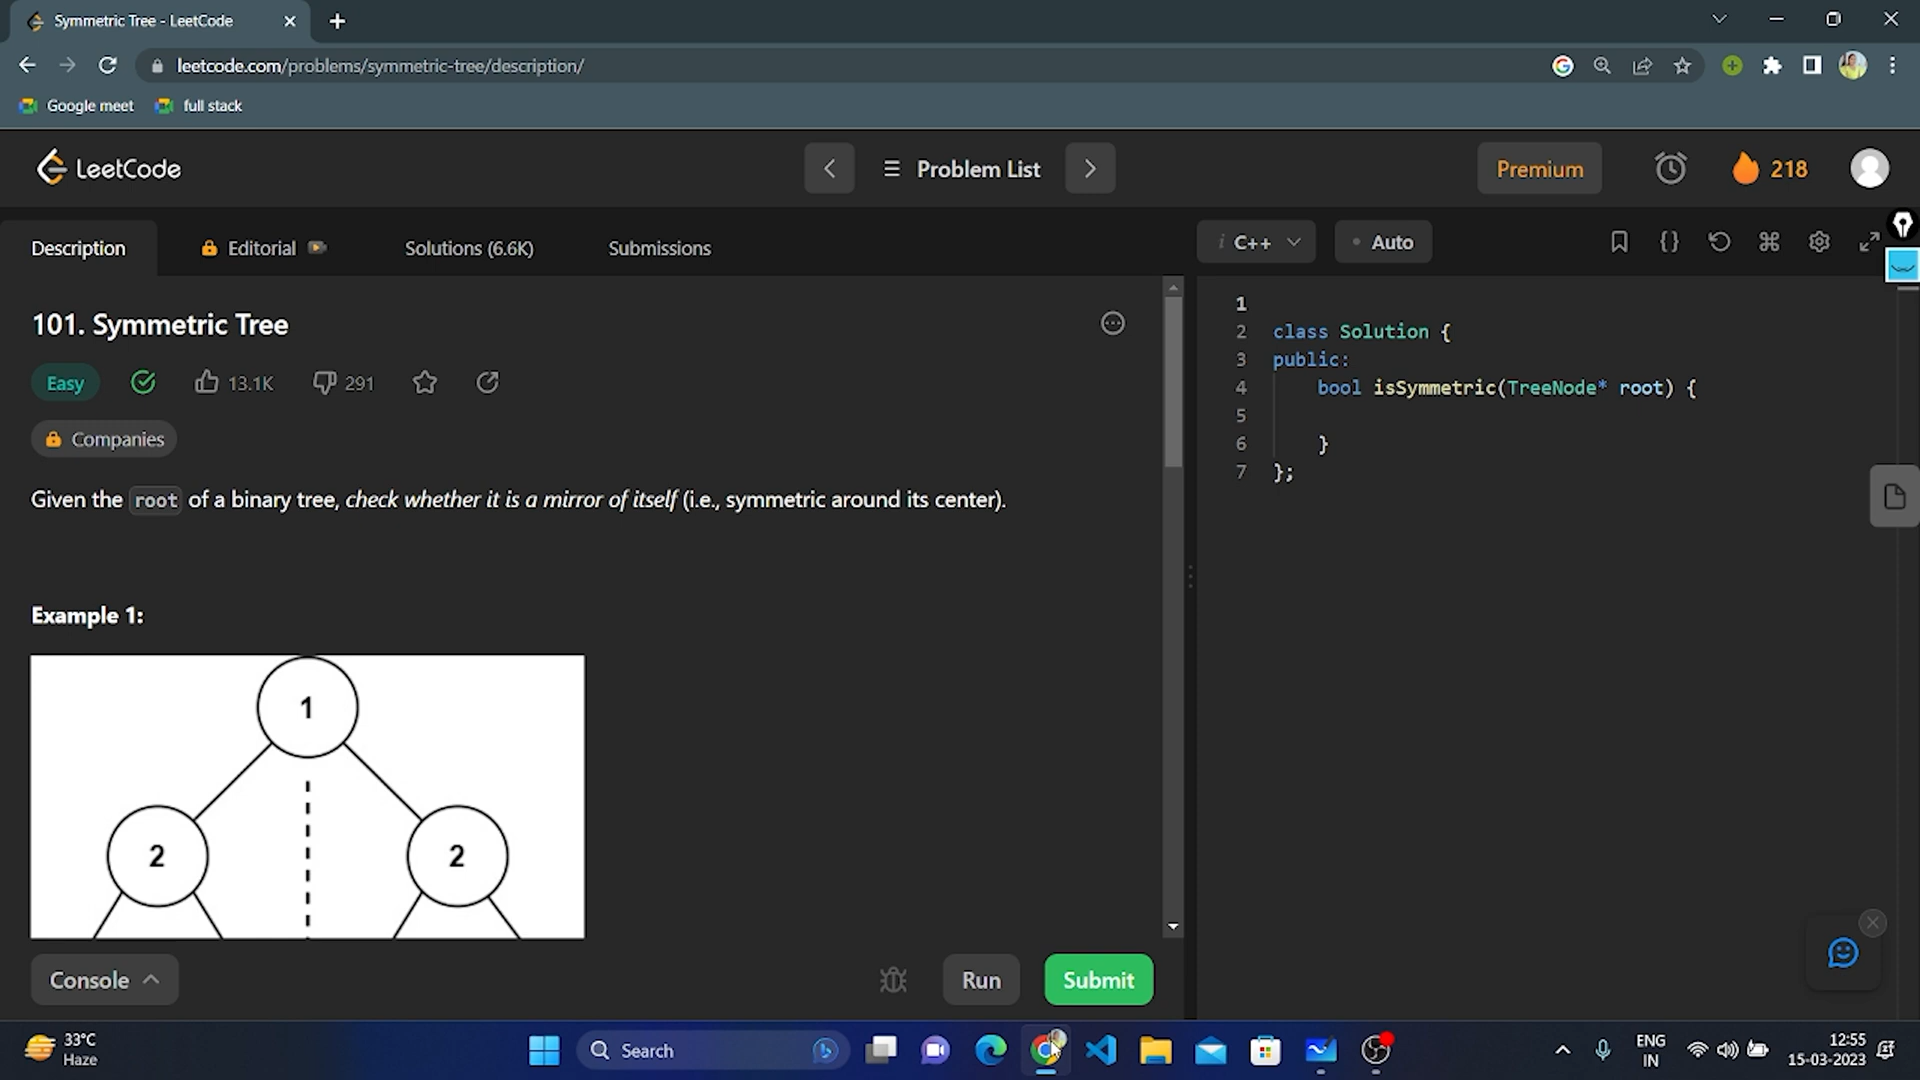 Symmetric Tree - LeetCode
leetcode.com/problems/symmetric-tree/description/
Google meet full stack
LeetCode
Problem List
Premium
218
Description Editorial Solutions (6.6K) Submissions
i C++ Auto
101. Symmetric Tree
Easy 13.1K 291
Companies
Given the root of a binary tree, check whether it is a mirror of itself (i.e., symmetric around its center).
Example 1:
1
2 2
Console
Run
Submit
1
2 class Solution {
3 public:
4 bool isSymmetric(TreeNode* root) {
5
6 }
7 };
33°C
Haze
Search
ENG
IN
12:55
15-03-2023